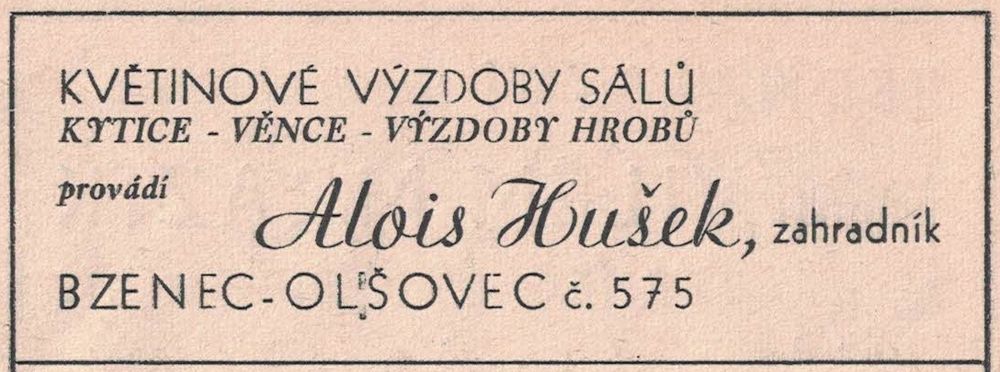 KVĚTINOVÉ VÝZDOBY SÁLŮ
KYTICE - VĚNCE - VÝZDOBY HROBŮ
provádí
Alois Hušek, zahradník
BZENEC-OLŠOVEC č. 575